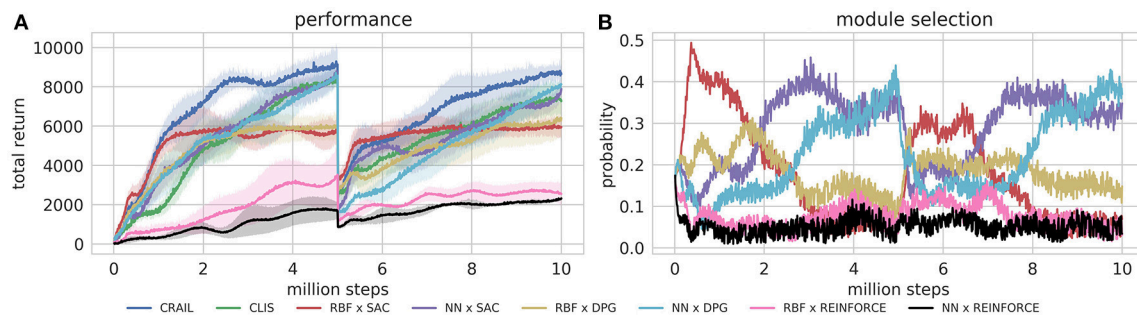 A
performance
10000
8000
6000
4000
2000
0
total return
0
2
4
6
8
10
million steps
B
module selection
0.5
0.4
0.3
0.2
0.1
0.0
probability
0
2
4
6
8
10
million steps
CRAIL CLIS RBF x SAC NN x SAC RBF x DPG NN x DPG RBF x REINFORCE NN x REINFORCE